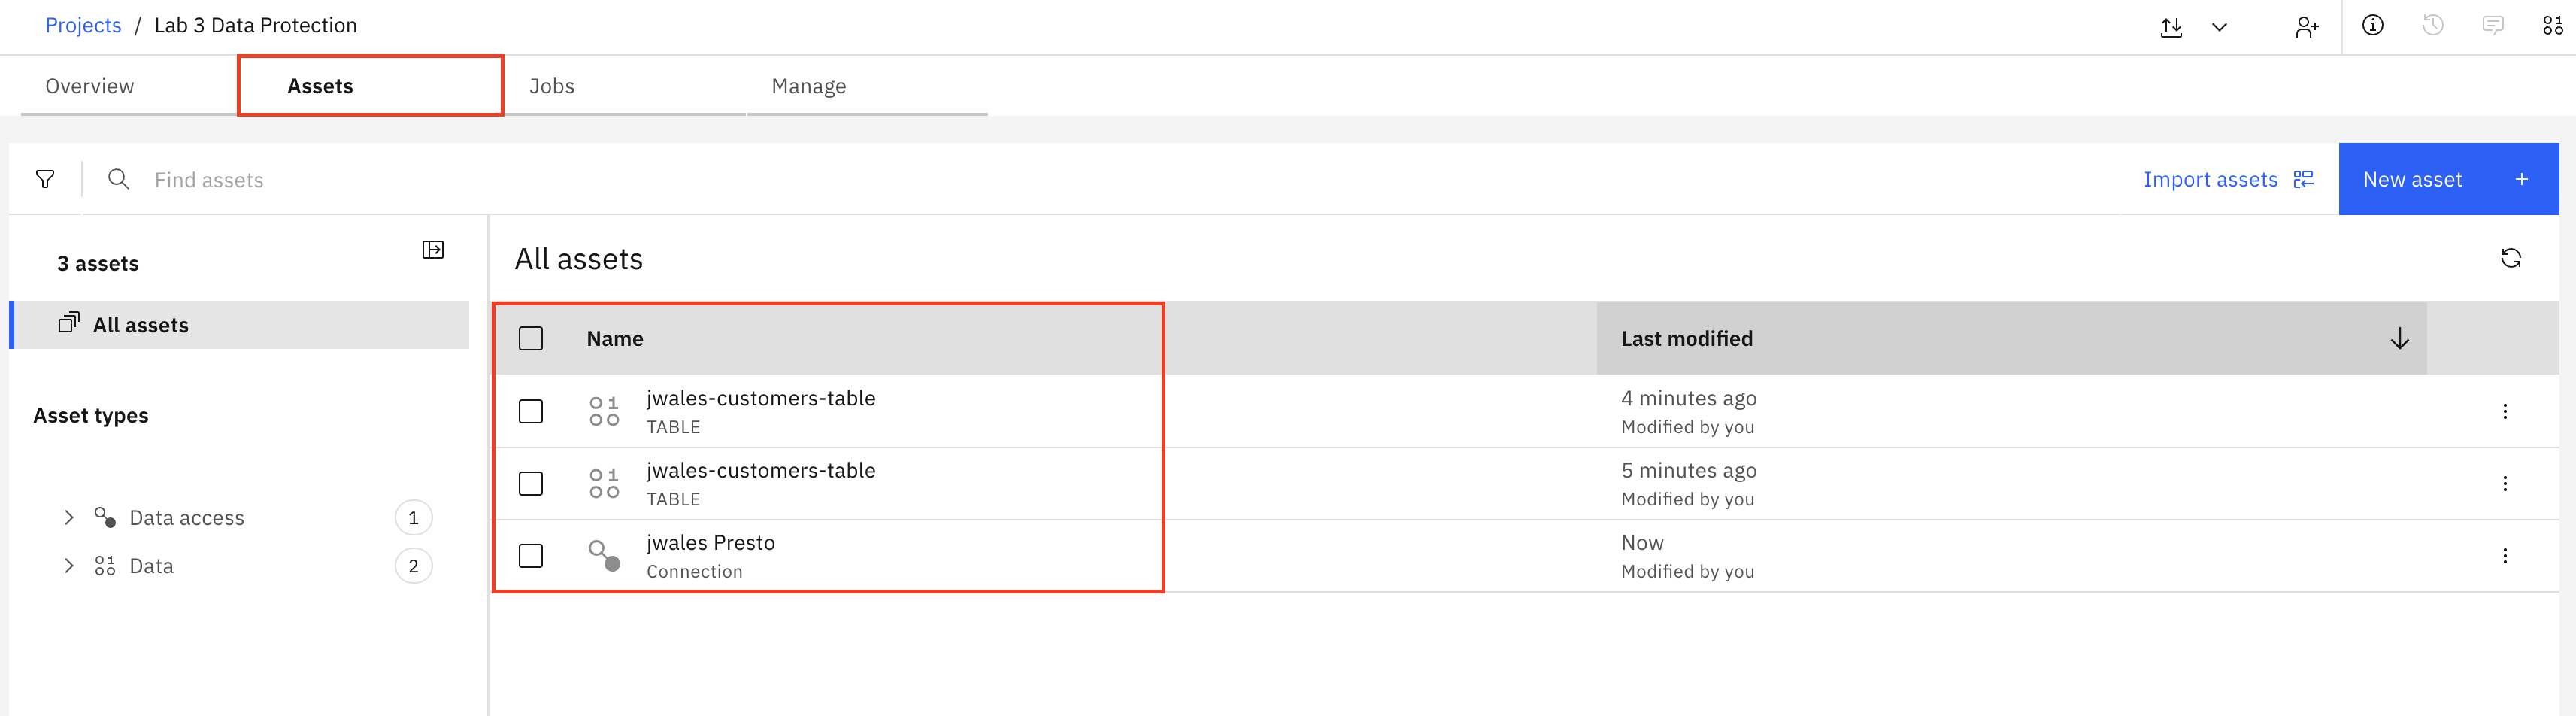 Projects / Lab 3 Data Protection
Overview
Assets
Jobs
Manage
Find assets
Import assets
New asset +
3 assets
All assets
Asset types
Data access 1
Data 2
All assets
Name
Last modified
jwales-customers-table
TABLE
4 minutes ago
Modified by you
jwales-customers-table
TABLE
5 minutes ago
Modified by you
jwales Presto
Connection
Now
Modified by you